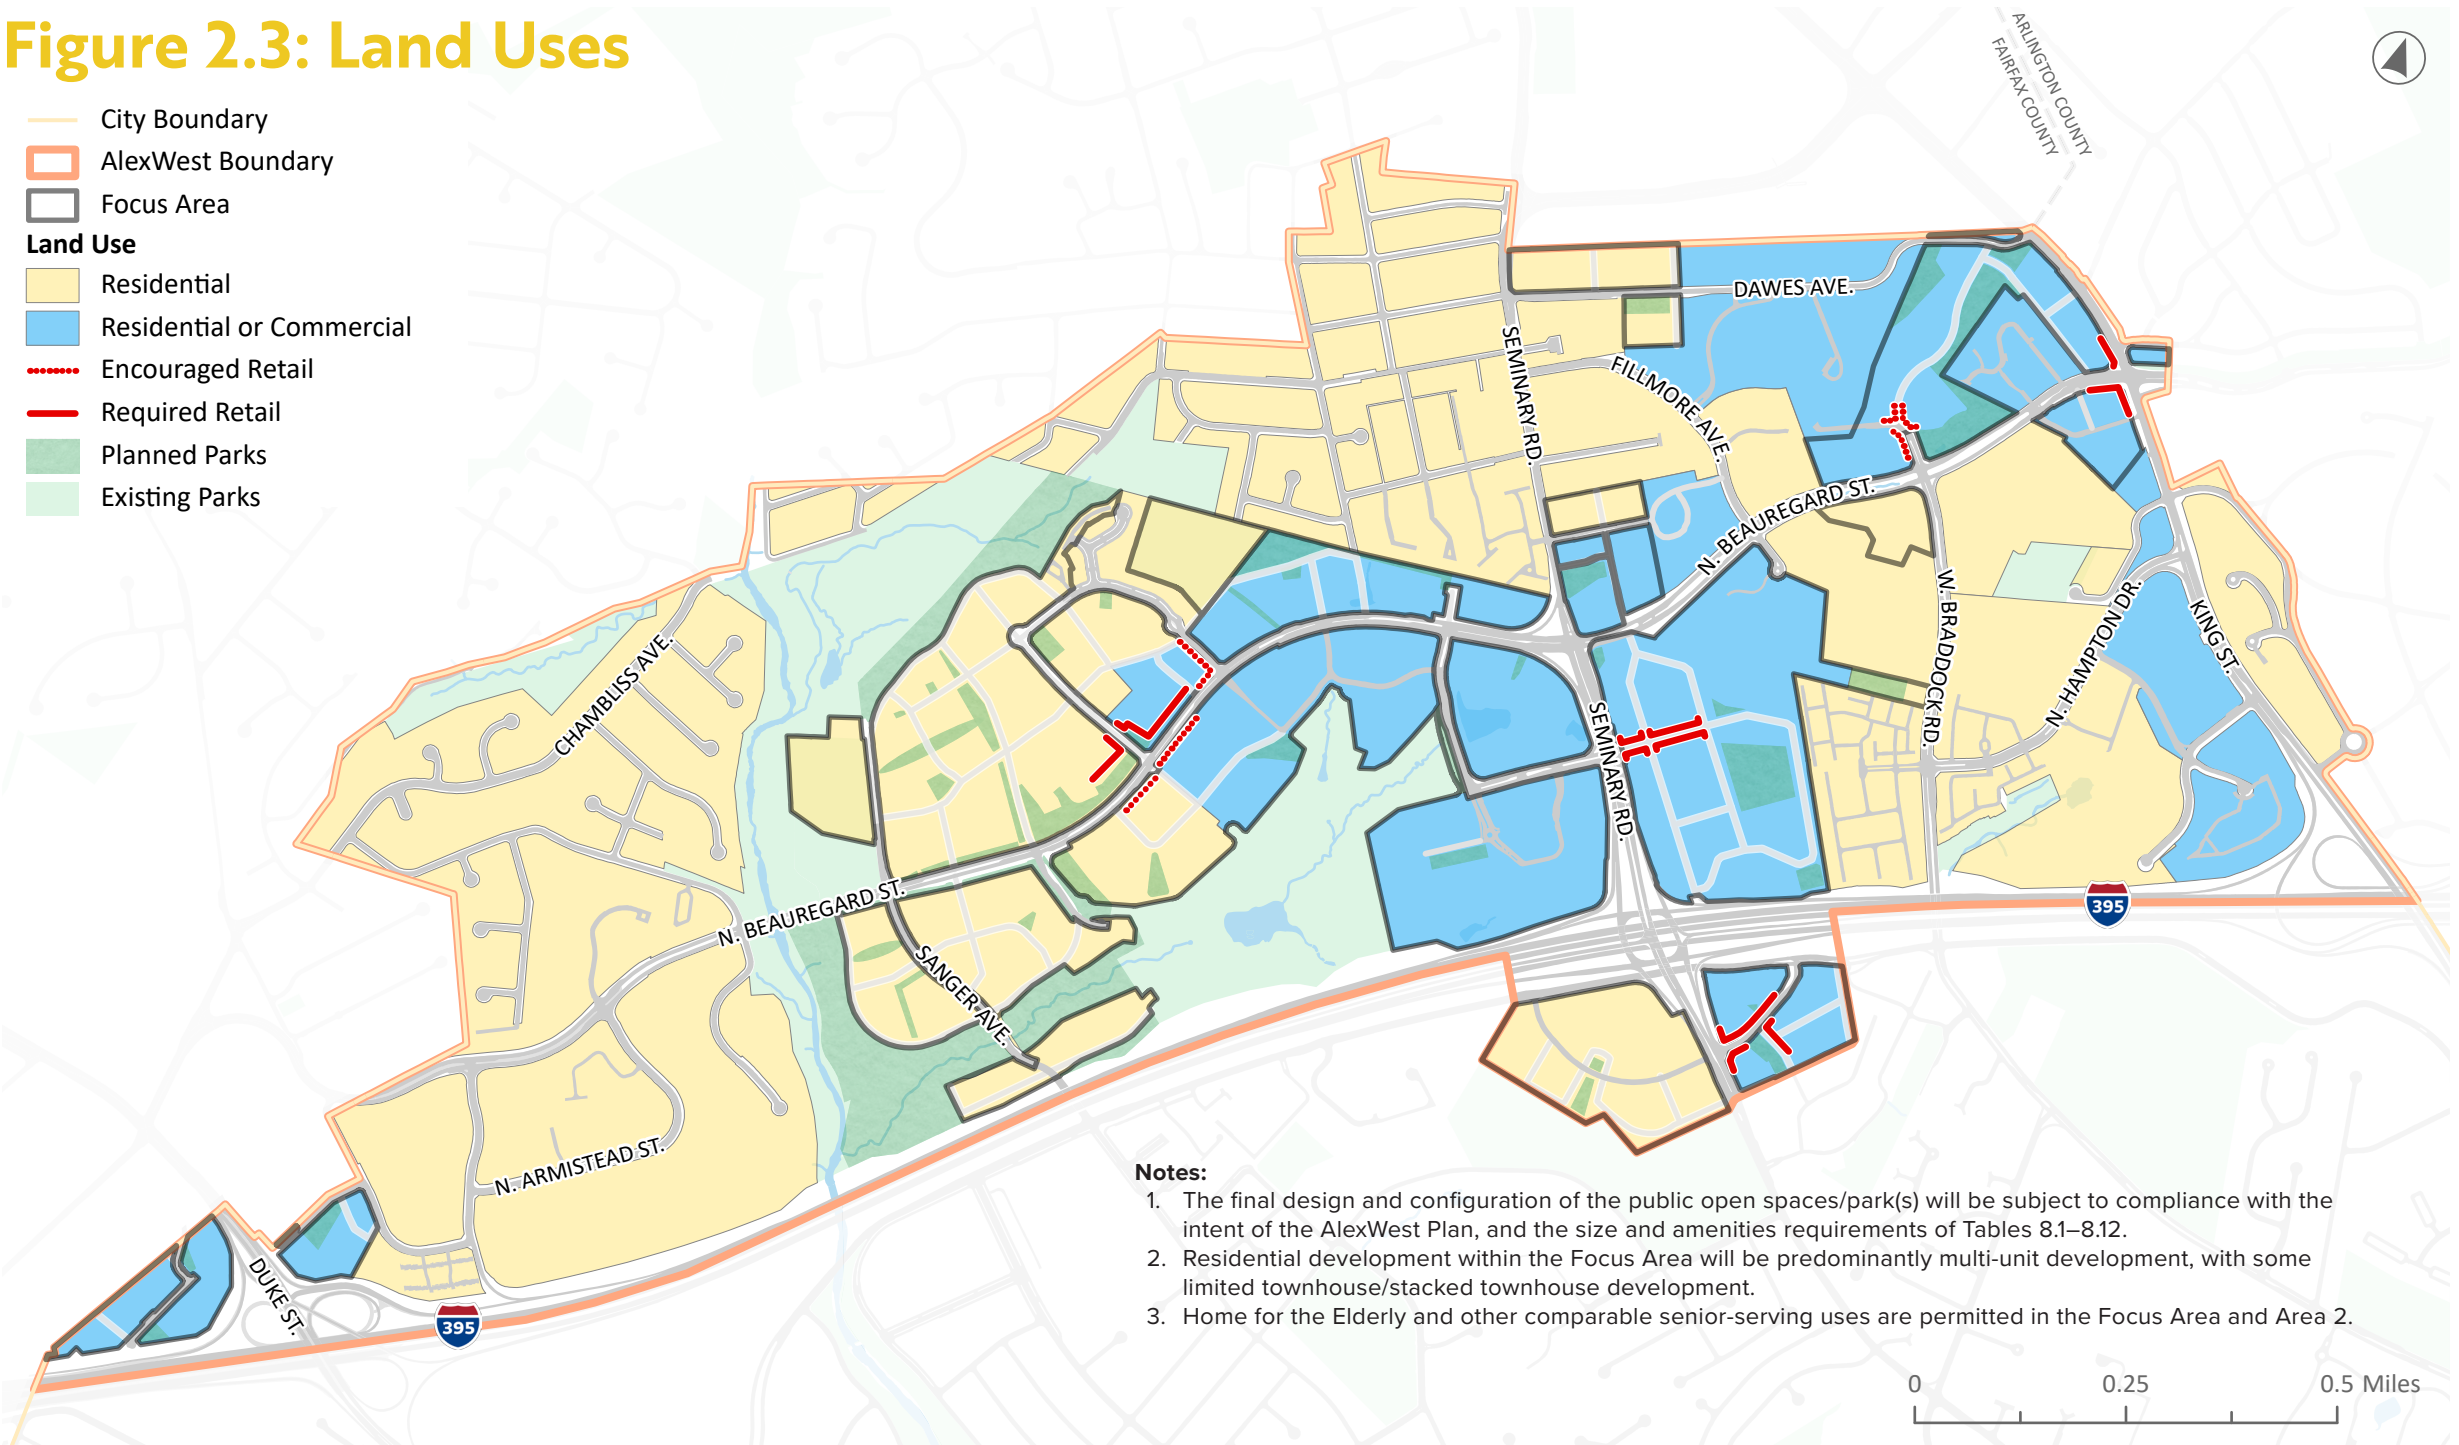 Figure 2.3: Land Uses
City Boundary
AlexWest Boundary
Focus Area
Land Use
Residential
Residential or Commercial
Encouraged Retail
Required Retail
Planned Parks
Existing Parks
ARLINGTON COUNTY
FAIRFAX COUNTY
DAWES AVE.
SEMINARY RD.
FILLMORE AVE.
N. BEAUREGARD ST.
W. BRADDOCK RD.
N. HAMPTON DR.
KING ST.
CHAMBLISS AVE.
SEMINARY RD.
N. BEAUREGARD ST.
SANGER AVE.
395
N. ARMISTEAD ST.
DUKE ST.
395
Notes:
1. The final design and configuration of the public open spaces/park(s) will be subject to compliance with the
intent of the AlexWest Plan, and the size and amenities requirements of Tables 8.1–8.12.
2. Residential development within the Focus Area will be predominantly multi-unit development, with some
limited townhouse/stacked townhouse development.
3. Home for the Elderly and other comparable senior-serving uses are permitted in the Focus Area and Area 2.
0 0.25 0.5 Miles